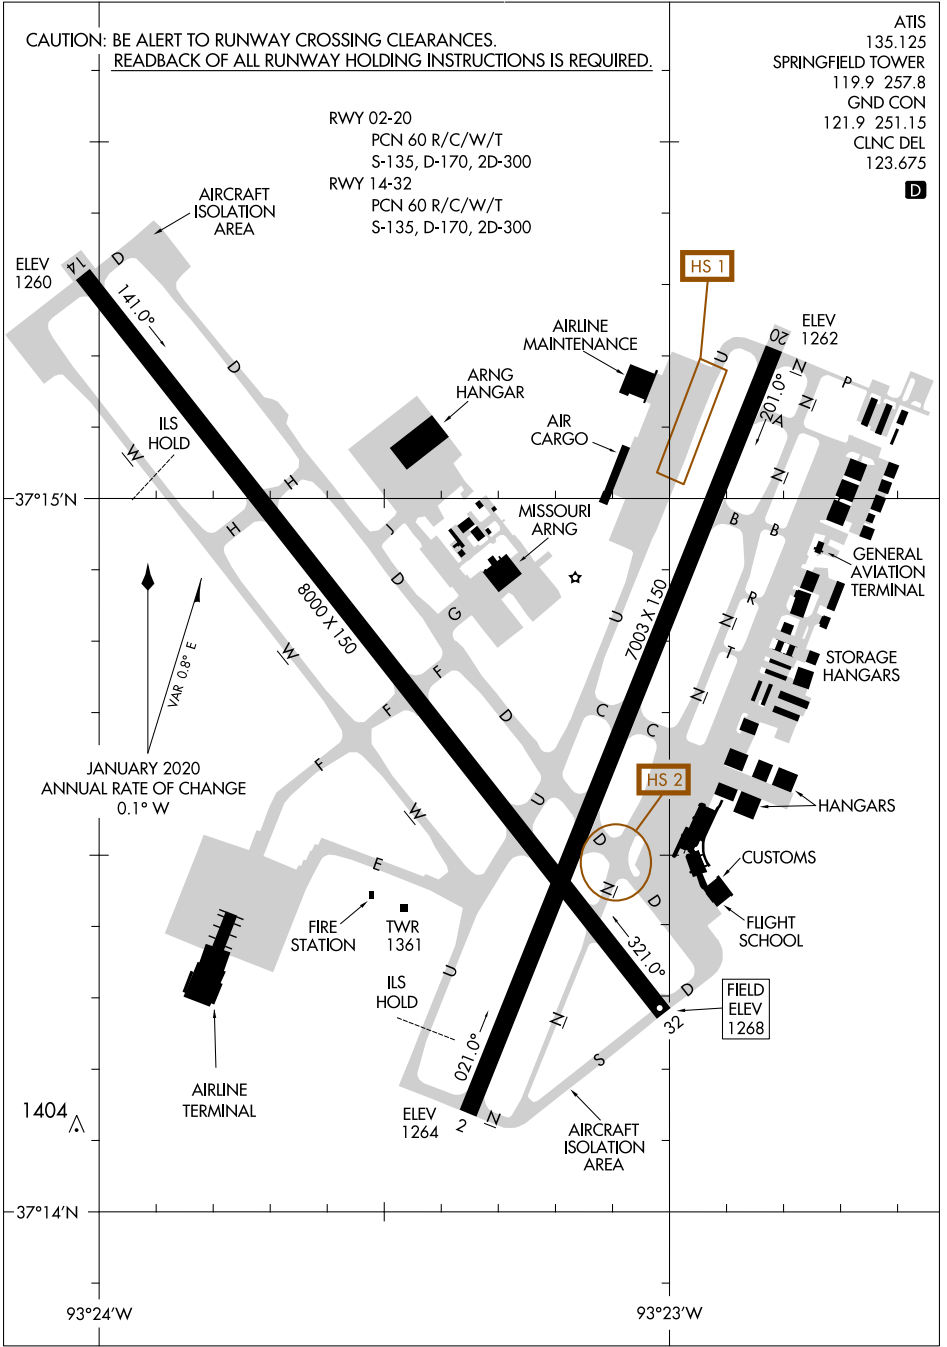 CAUTION: BE ALERT TO RUNWAY CROSSING CLEARANCES.
READBACK OF ALL RUNWAY HOLDING INSTRUCTIONS IS REQUIRED.
ATIS
135.125
SPRINGFIELD TOWER
119.9 257.8
GND CON
121.9 251.15
CLNC DEL
123.675
D
RWY 02-20
PCN 60 R/C/W/T
S-135, D-170, 2D-300
RWY 14-32
PCN 60 R/C/W/T
S-135, D-170, 2D-300
AIRCRAFT
ISOLATION
AREA
ELEV
1260
14
D
141.0°
D
HS 1
AIRLINE
MAINTENANCE
U
20
ELEV
1262
N
N
P
201.0°
A
ARNG
HANGAR
AIR
CARGO
ILS
HOLD
W
H
H
J
N
37°15'N
MISSOURI
ARNG
B
B
GENERAL
AVIATION
TERMINAL
D
G
8000 X 150
7003 X 150
U
R
N
T
STORAGE
HANGARS
VAR 0.8° E
W
F
F
F
D
C
C
N
JANUARY 2020
ANNUAL RATE OF CHANGE
0.1° W
HS 2
HANGARS
W
U
D
E
N
D
CUSTOMS
FLIGHT
SCHOOL
FIRE
STATION
TWR
1361
U
321.0°
D
ILS
HOLD
FIELD
ELEV
1268
32
N
021.0°
S
AIRLINE
TERMINAL
1404
ELEV
1264
2
N
AIRCRAFT
ISOLATION
AREA
37°14'N
93°24'W
93°23'W